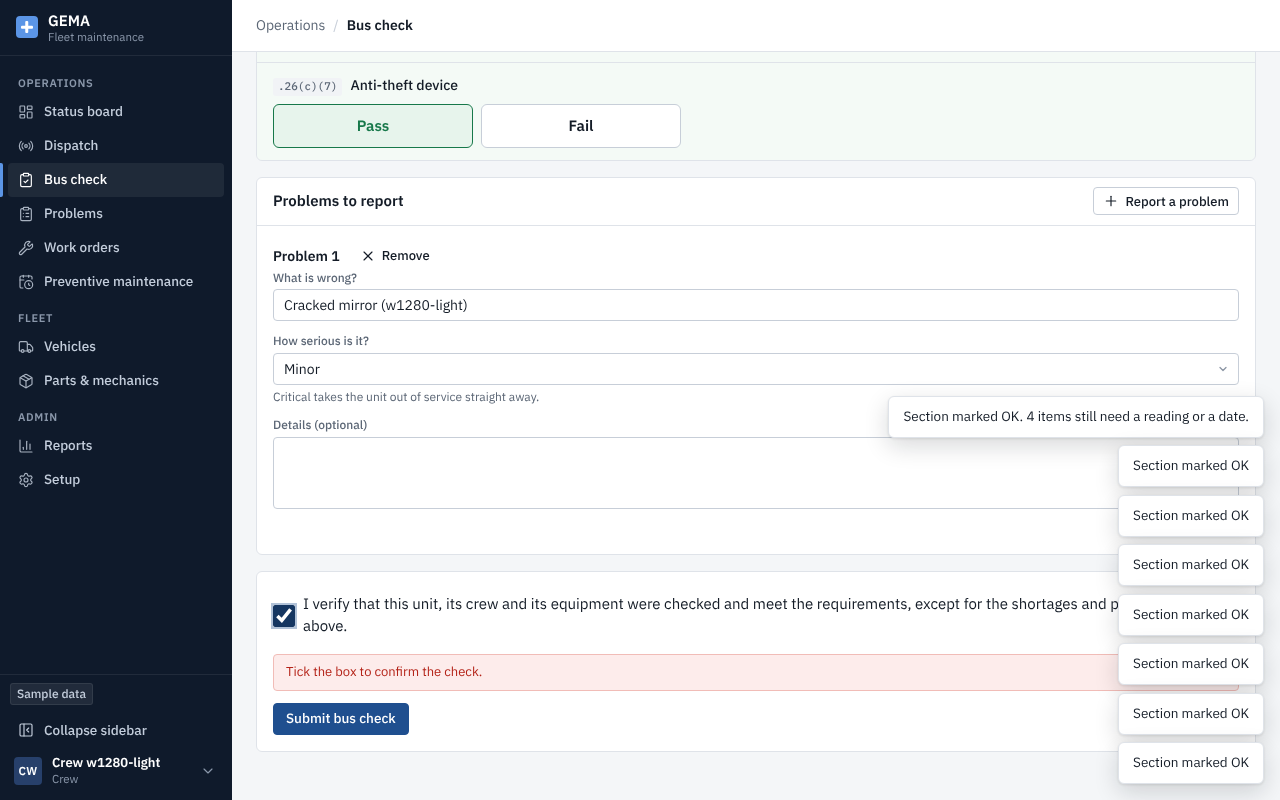 GEMA
Fleet maintenance
OPERATIONS
Status board
Dispatch
Bus check
Problems
Work orders
Preventive maintenance
FLEET
Vehicles
Parts & mechanics
ADMIN
Reports
Setup
Sample data
Collapse sidebar
CW
Crew w1280-light
Crew
Operations / Bus check
.26(c)(7) Anti-theft device
Pass
Fail
Problems to report
Report a problem
Problem 1
Remove
What is wrong?
Cracked mirror (w1280-light)
How serious is it?
Minor
Critical takes the unit out of service straight away.
Details (optional)
Section marked OK. 4 items still need a reading or a date.
Section marked OK
Section marked OK
Section marked OK
Section marked OK
Section marked OK
Section marked OK
Section marked OK
I verify that this unit, its crew and its equipment were checked and meet the requirements, except for the shortages and
above.
Tick the box to confirm the check.
Submit bus check